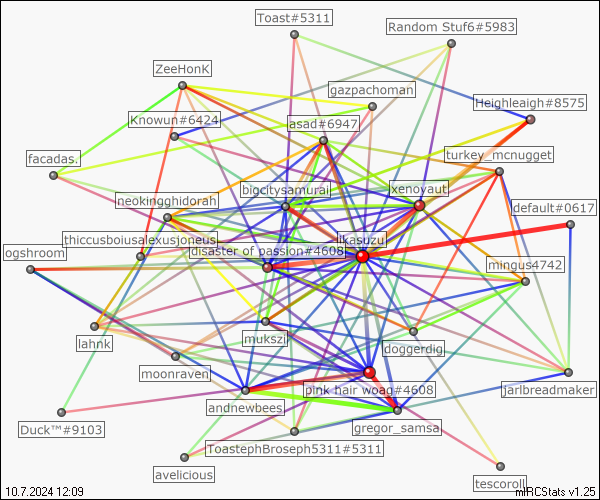 Toast#5311
Random Stuf6#5983
ZeeHonK
gazpachoman
Heighleaigh#8575
Knowun#6424
asad#6947
turkey_mcnugget
facadas.
neokingghidorah
bigcitysamurai
xenoyaut
default#0617
ogshroom
thiccusboiusalexusjoneus
ikasuzu
disaster of passion#4608
mingus4742
lahnk
mukszi
doggerdig
moonraven
pink hair woag#4608
jarlbreadmaker
andnewbees
gregor_samsa
Duck™#9103
ToastephBroseph5311#5311
avelicious
tescoroll
10.7.2024 12:09
mIRCStats v1.25